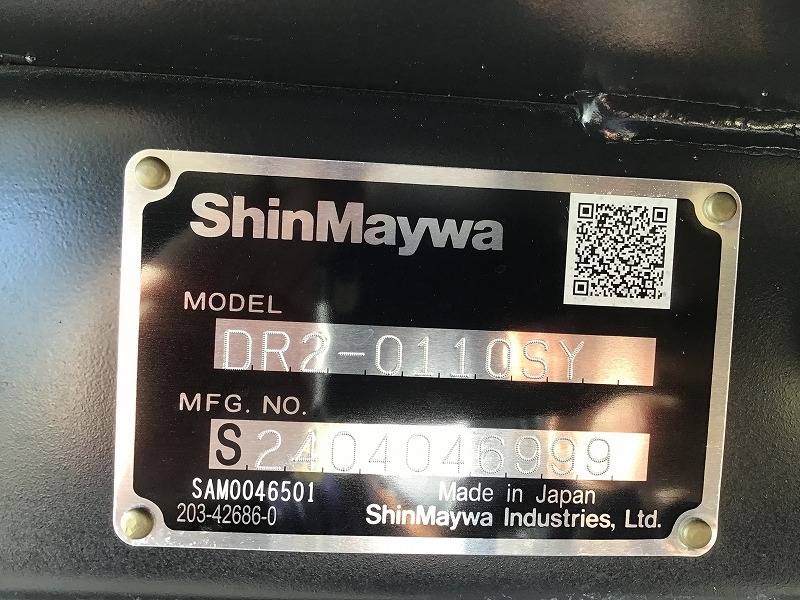 ShinMaywa
MODEL
DR2-0110SY
MFG. NO.
S2404046999
SAM0046501
Made in Japan
203-42686-0
ShinMaywa Industries, Ltd.